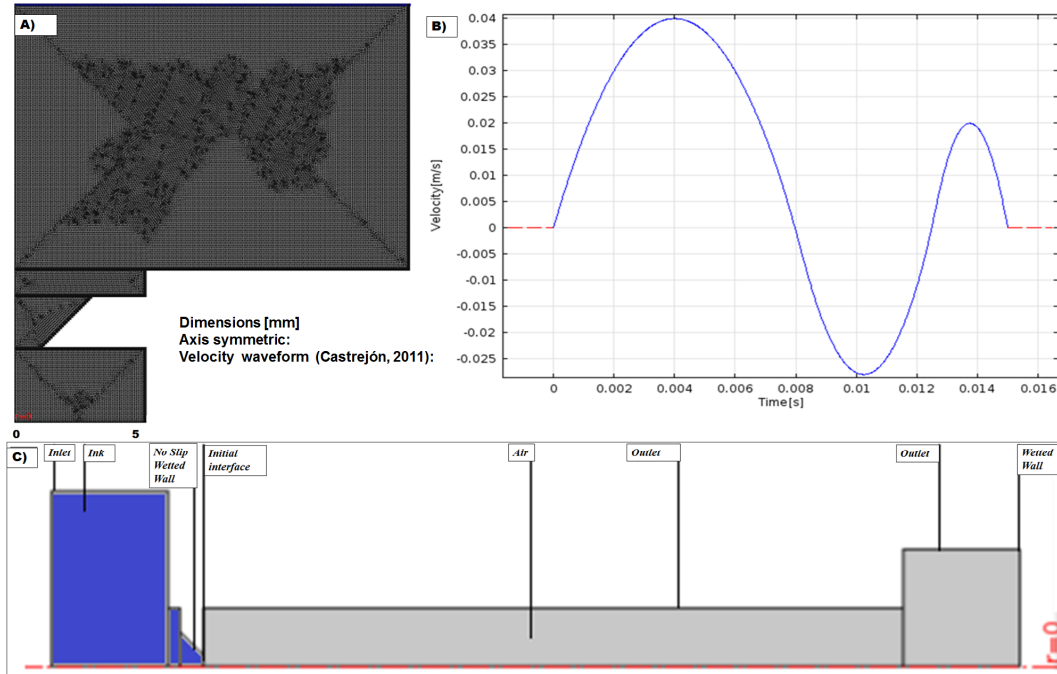 A)
Dimensions [mm]
Axis symmetric:
Velocity waveform (Castrejón, 2011):
0 5
B)
Velocity[m/s]
0.04
0.035
0.03
0.025
0.02
0.015
0.01
0.005
0
-0.005
-0.01
-0.015
-0.02
-0.025
0 0.002 0.004 0.006 0.008 0.01 0.012 0.014 0.016
Time[s]
C)
Inlet
Ink
No Slip
Wetted
Wall
Initial
interface
Air
Outlet
Outlet
Wetted
Wall
r=0